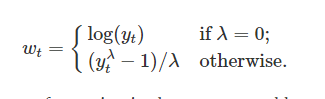 w_t = { log(y_t) if λ = 0;
(y_t^λ − 1)/λ otherwise.